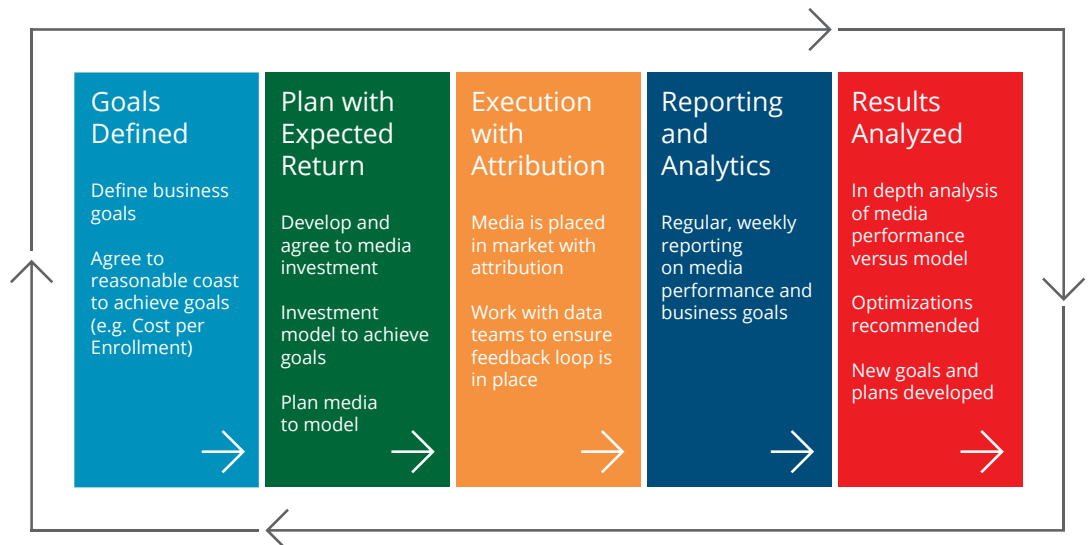 Goals
Defined
Define business
goals
Agree to
reasonable coast
to achieve goals
(e.g. Cost per
Enrollment)
Plan with
Expected
Return
Develop and
agree to media
investment
Investment
model to achieve
goals
Plan media
to model
Execution
with
Attribution
Media is placed
in market with
attribution
Work with data
teams to ensure
feedback loop is
in place
Reporting
and
Analytics
Regular, weekly
reporting
on media
performance and
business goals
Results
Analyzed
In depth analysis
of media
performance
versus model
Optimizations
recommended
New goals and
plans developed